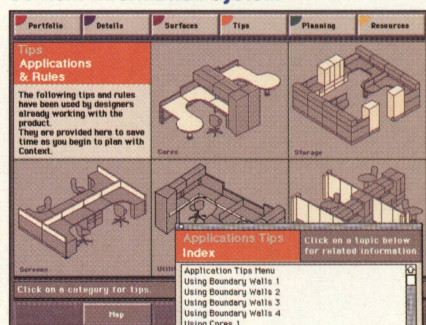 Portfolio Details Surfaces Tips Planning Resources
Tips
Applications
& Rules
The following tips and rules
have been used by designers
already working with the
product.
They are provided here to save
time as you begin to plan with
Context.
Cores
Storage
Screens
Click on a category for tips.
Map
Applications Tips
Index
Click on a topic below
for related information.
Application Tips Menu
Using Boundary Walls 1
Using Boundary Walls 2
Using Boundary Walls 3
Using Boundary Walls 4
Using Cores 1